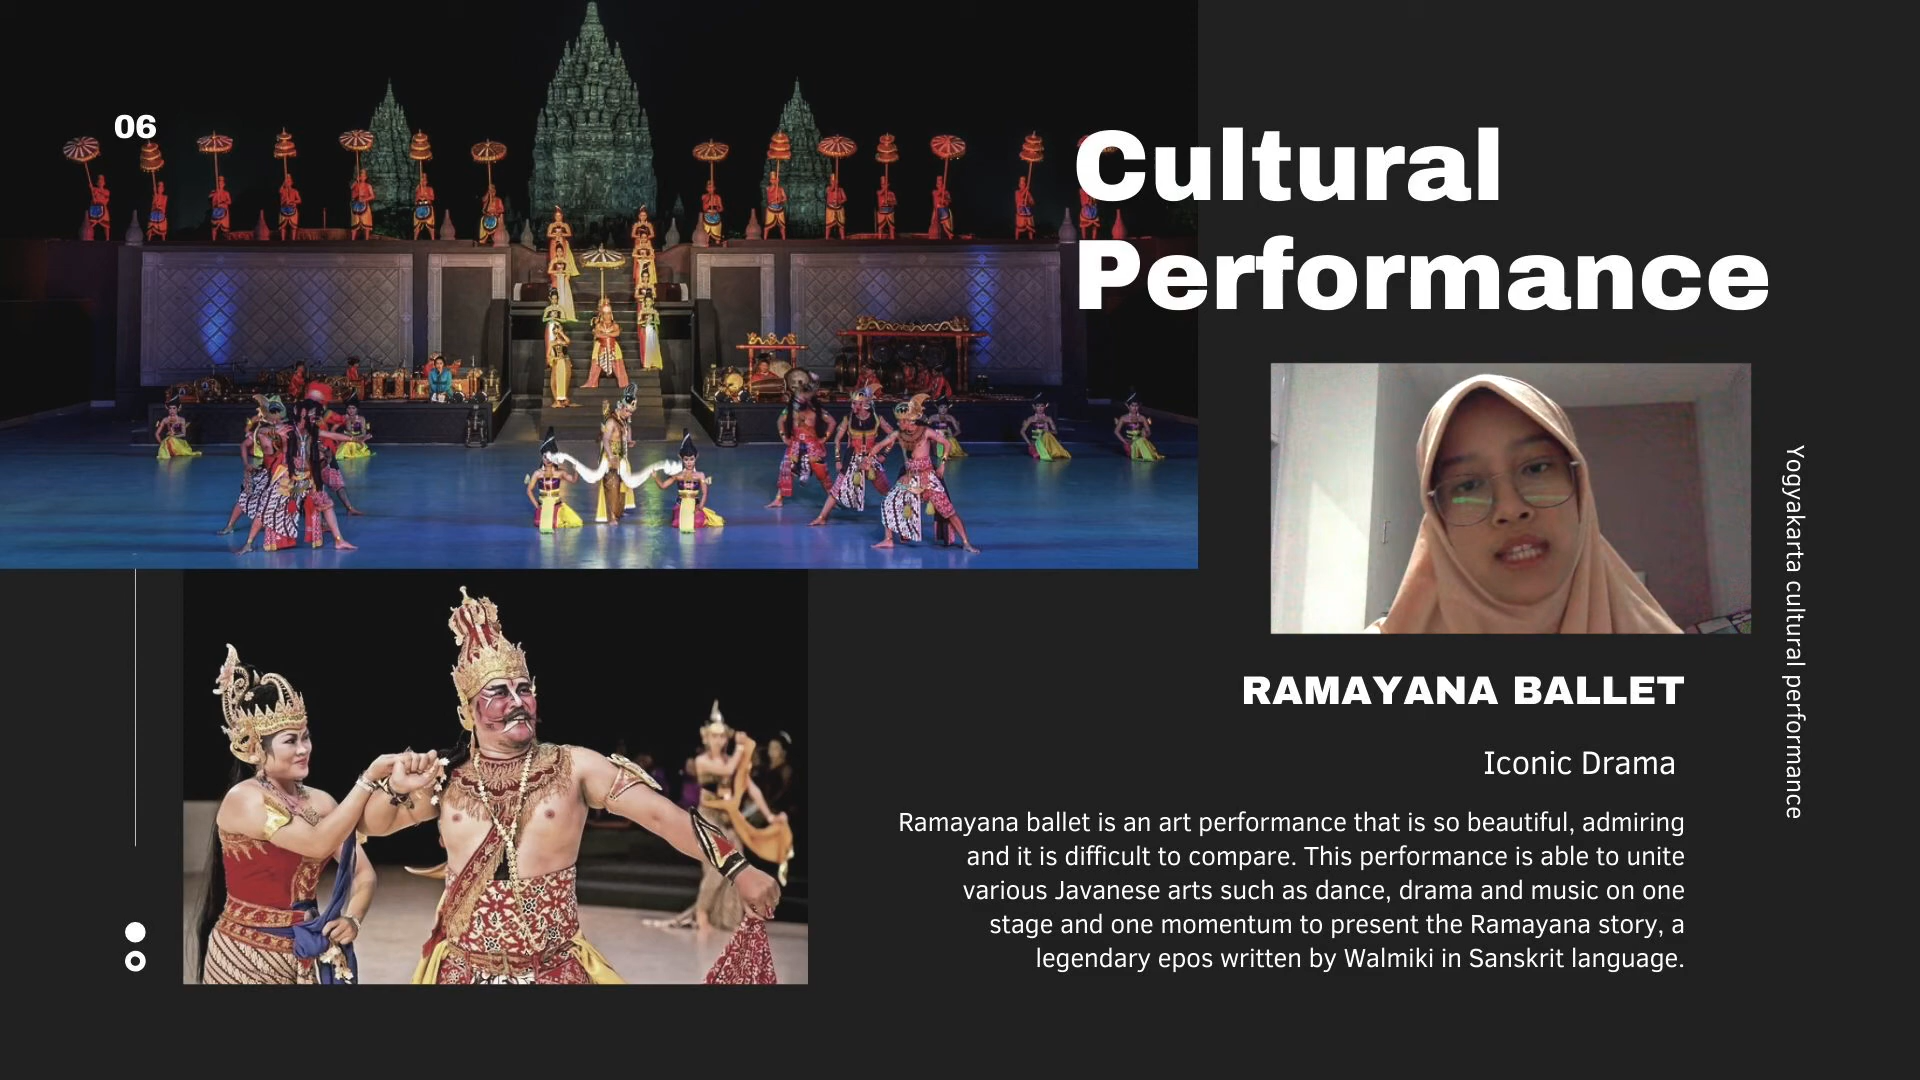 06
Cultural
Performance
Yogyakarta cultural performance
RAMAYANA BALLET
Iconic Drama
Ramayana ballet is an art performance that is so beautiful, admiring
and it is difficult to compare. This performance is able to unite
various Javanese arts such as dance, drama and music on one
stage and one momentum to present the Ramayana story, a
legendary epos written by Walmiki in Sanskrit language.